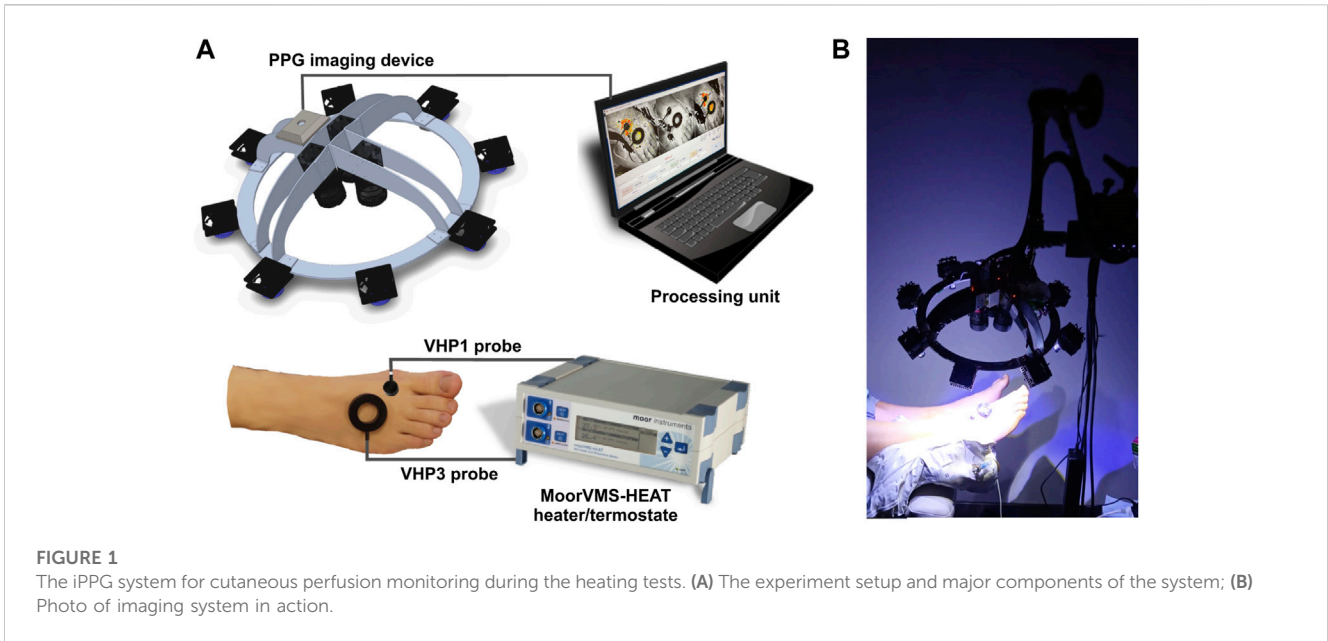 A
B
PPG imaging device
Processing unit
VHP1 probe
moor instruments
VHP3 probe
MoorVMS-HEAT
heater/termostate
FIGURE 1
The iPPG system for cutaneous perfusion monitoring during the heating tests. (A) The experiment setup and major components of the system; (B)
Photo of imaging system in action.